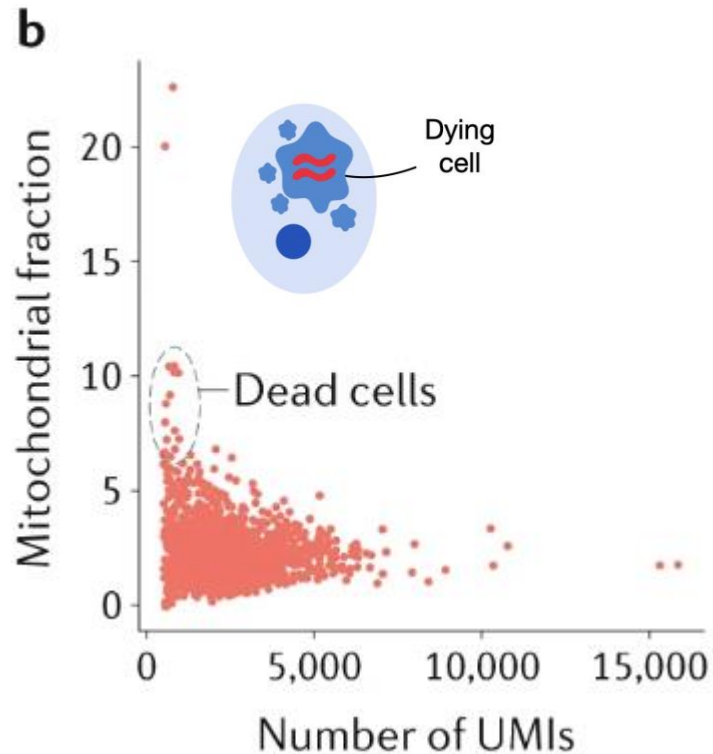 b
Mitochondrial fraction
20
15
10
5
0
Dying
cell
Dead cells
0
5,000
10,000
15,000
Number of UMIs